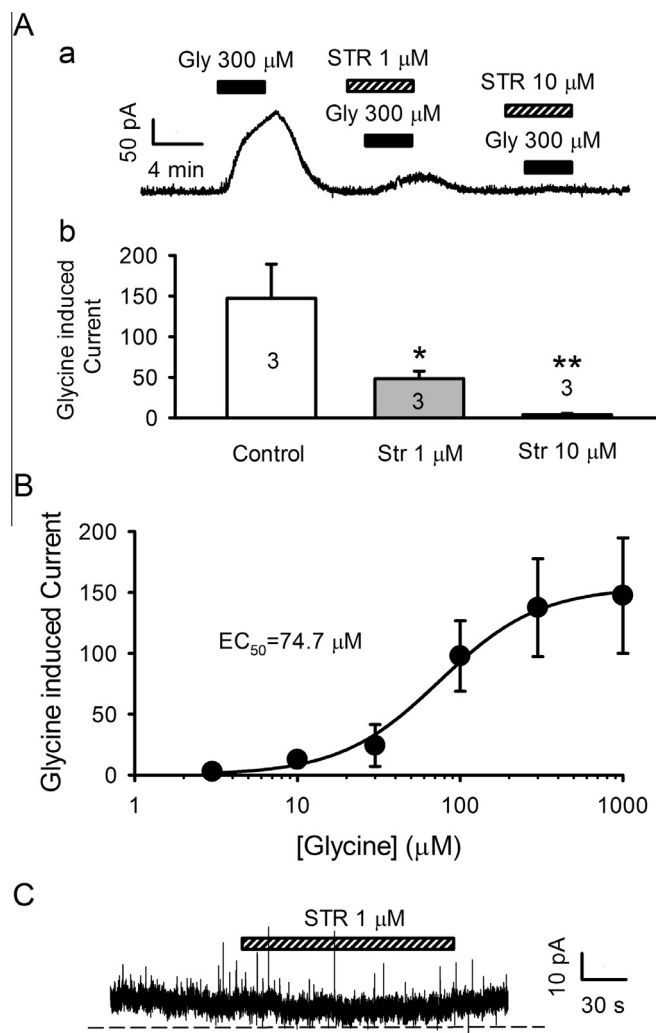 A
a
Gly 300 μM
STR 1 μM
STR 10 μM
Gly 300 μM
Gly 300 μM
50 pA
4 min
b
Glycine induced
Current
200
150
100
50
0
3
*
3
**
3
Control
Str 1 μM
Str 10 μM
B
Glycine induced Current
200
150
100
50
0
EC50=74.7 μM
1
10
100
1000
[Glycine] (μM)
C
STR 1 μM
10 pA
30 s